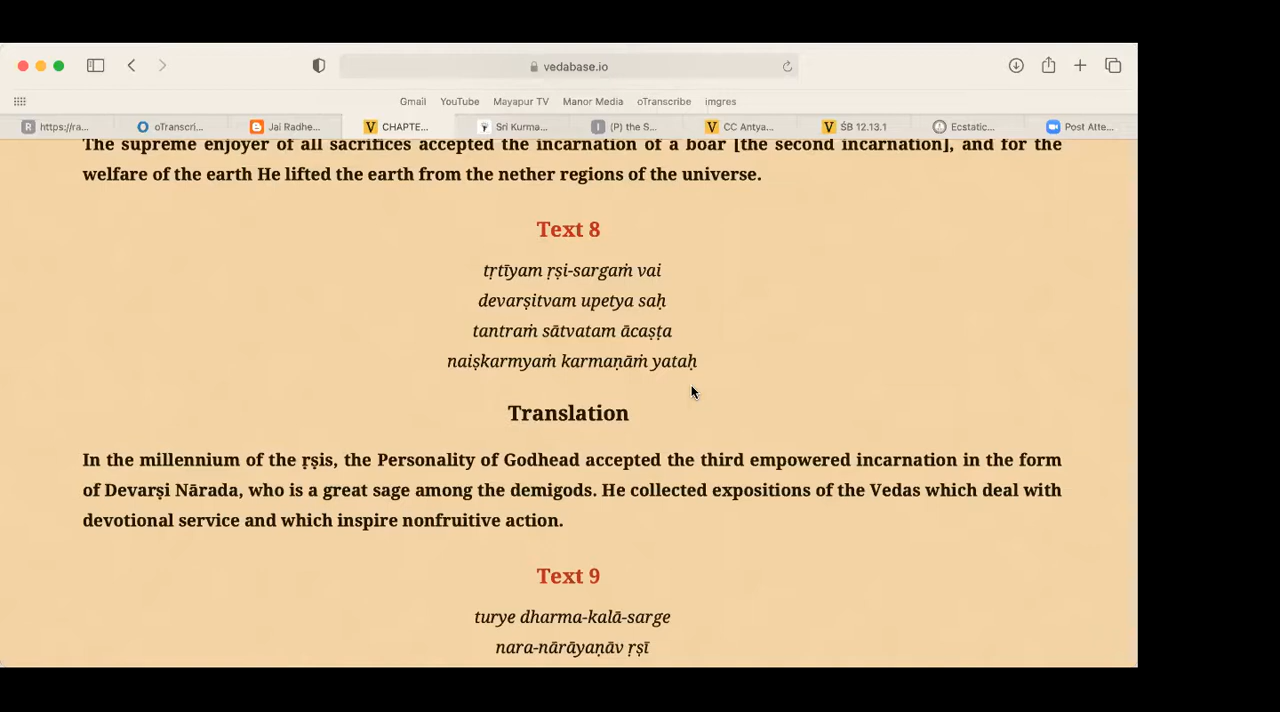 vedabase.io
Gmail YouTube Mayapur TV Manor Media oTranscribe imgres
https://ra... oTranscri... Jai Radhe... CHAPTE... Sri Kurma... (P) the S... CC Antya... ŚB 12.13.1 Ecstatic... Post Atte...
The supreme enjoyer of all sacrifices accepted the incarnation of a boar [the second incarnation], and for the
welfare of the earth He lifted the earth from the nether regions of the universe.
Text 8
tṛtīyam ṛṣi-sargaṁ vai
devarṣitvam upetya saḥ
tantraṁ sātvatam ācaṣṭa
naiṣkarmyaṁ karmaṇāṁ yataḥ
Translation
In the millennium of the ṛṣis, the Personality of Godhead accepted the third empowered incarnation in the form
of Devarṣi Nārada, who is a great sage among the demigods. He collected expositions of the Vedas which deal with
devotional service and which inspire nonfruitive action.
Text 9
turye dharma-kalā-sarge
nara-nārāyaṇāv ṛṣī